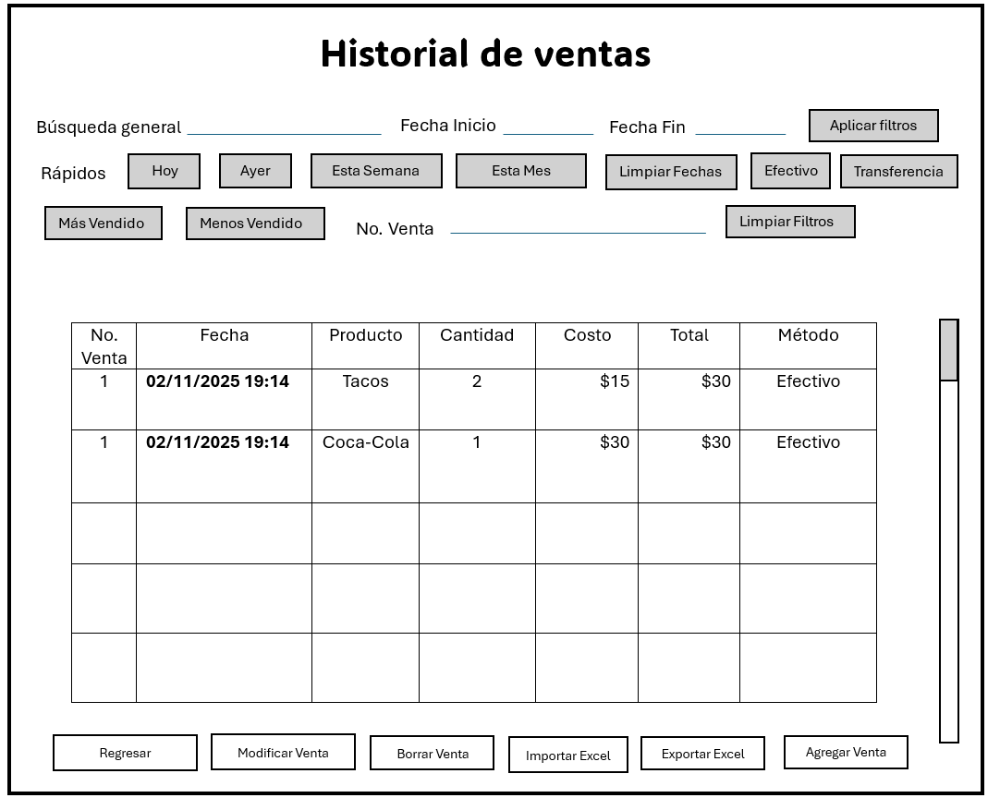 Historial de ventas
Búsqueda general Fecha Inicio Fecha Fin Aplicar filtros
Rápidos Hoy Ayer Esta Semana Esta Mes Limpiar Fechas Efectivo Transferencia
Más Vendido Menos Vendido No. Venta Limpiar Filtros
No. Venta Fecha Producto Cantidad Costo Total Método
1 02/11/2025 19:14 Tacos 2 $15 $30 Efectivo
1 02/11/2025 19:14 Coca-Cola 1 $30 $30 Efectivo
Regresar Modificar Venta Borrar Venta Importar Excel Exportar Excel Agregar Venta